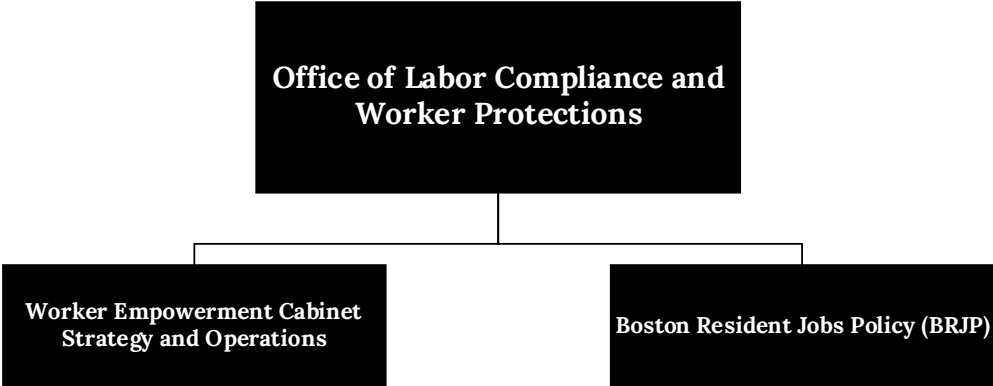 Office of Labor Compliance and
Worker Protections
Worker Empowerment Cabinet
Strategy and Operations
Boston Resident Jobs Policy (BRJP)